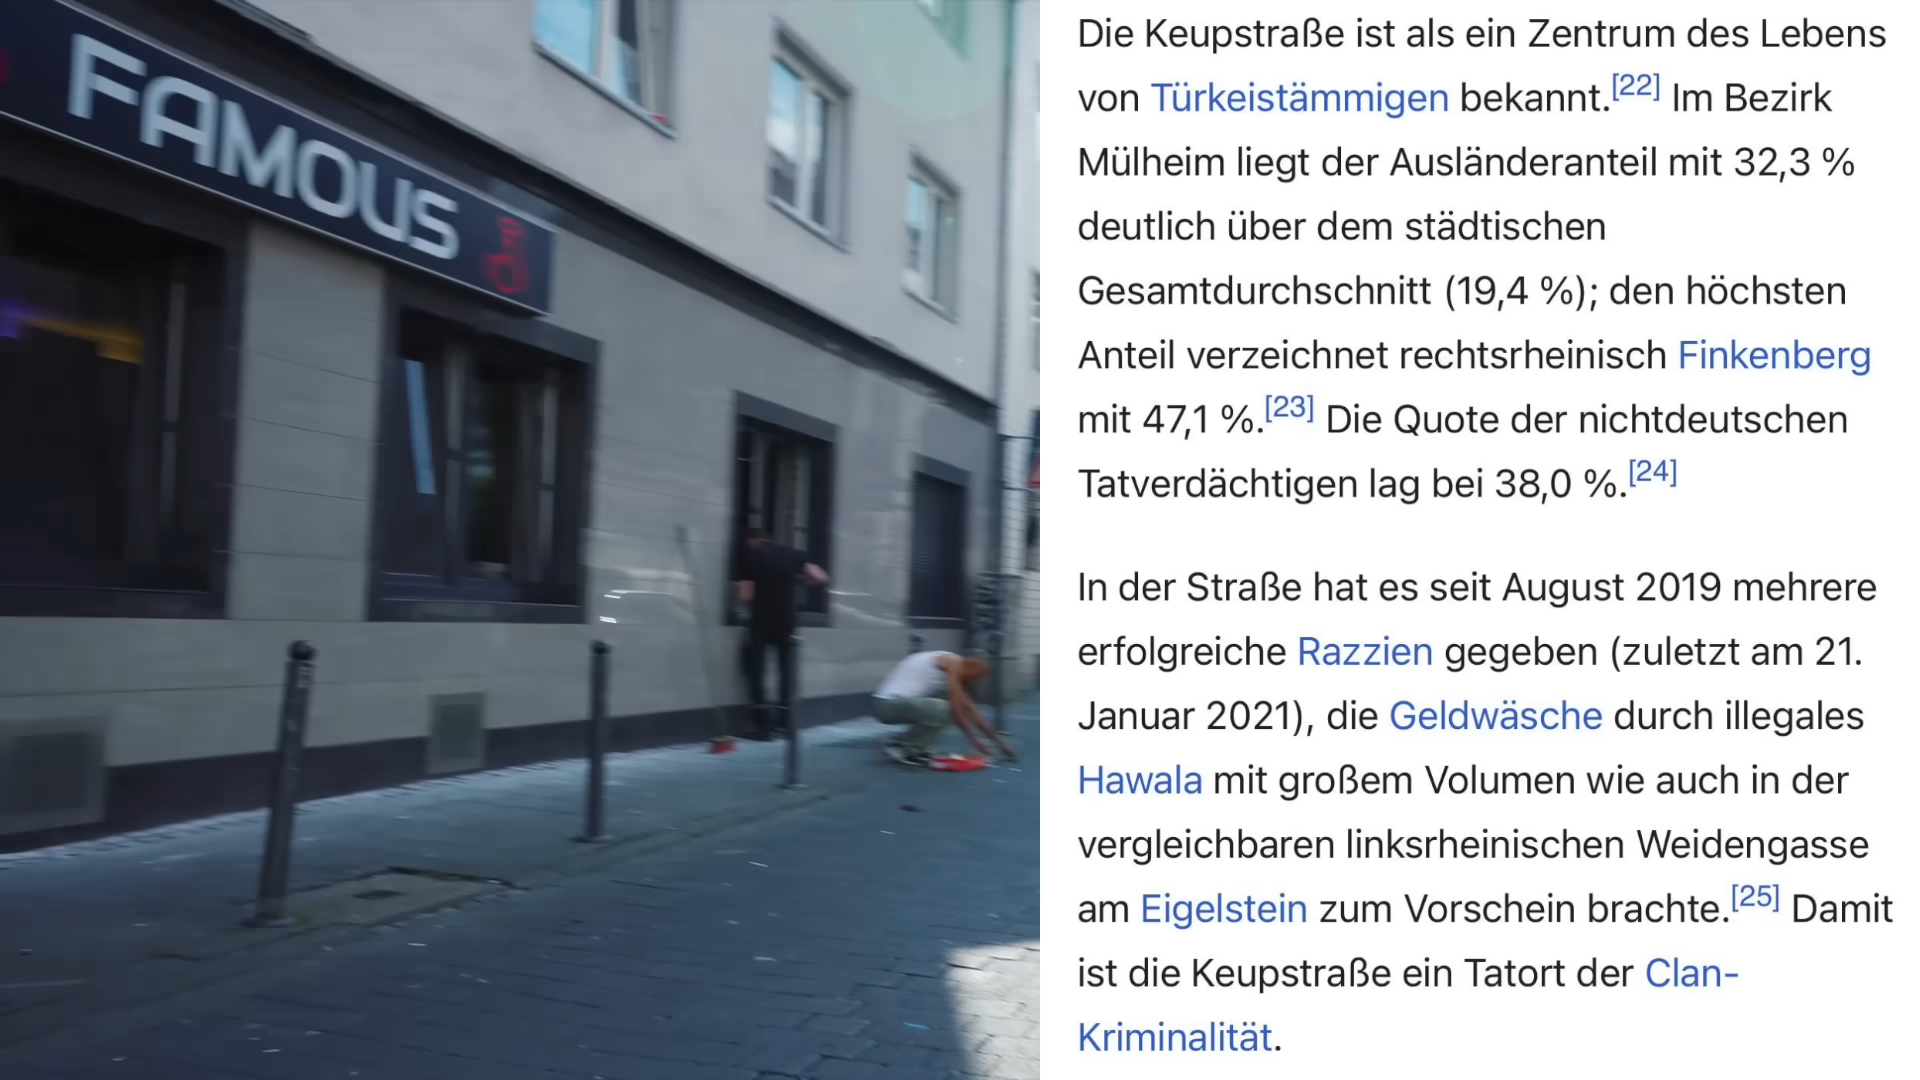 FAMOUS
Die Keupstraße ist als ein Zentrum des Lebens
von Türkeistämmigen bekannt.[22] Im Bezirk
Mülheim liegt der Ausländeranteil mit 32,3 %
deutlich über dem städtischen
Gesamtdurchschnitt (19,4 %); den höchsten
Anteil verzeichnet rechtsrheinisch Finkenberg
mit 47,1 %.[23] Die Quote der nichtdeutschen
Tatverdächtigen lag bei 38,0 %.[24]
In der Straße hat es seit August 2019 mehrere
erfolgreiche Razzien gegeben (zuletzt am 21.
Januar 2021), die Geldwäsche durch illegales
Hawala mit großem Volumen wie auch in der
vergleichbaren linksrheinischen Weidengasse
am Eigelstein zum Vorschein brachte.[25] Damit
ist die Keupstraße ein Tatort der Clan-
Kriminalität.